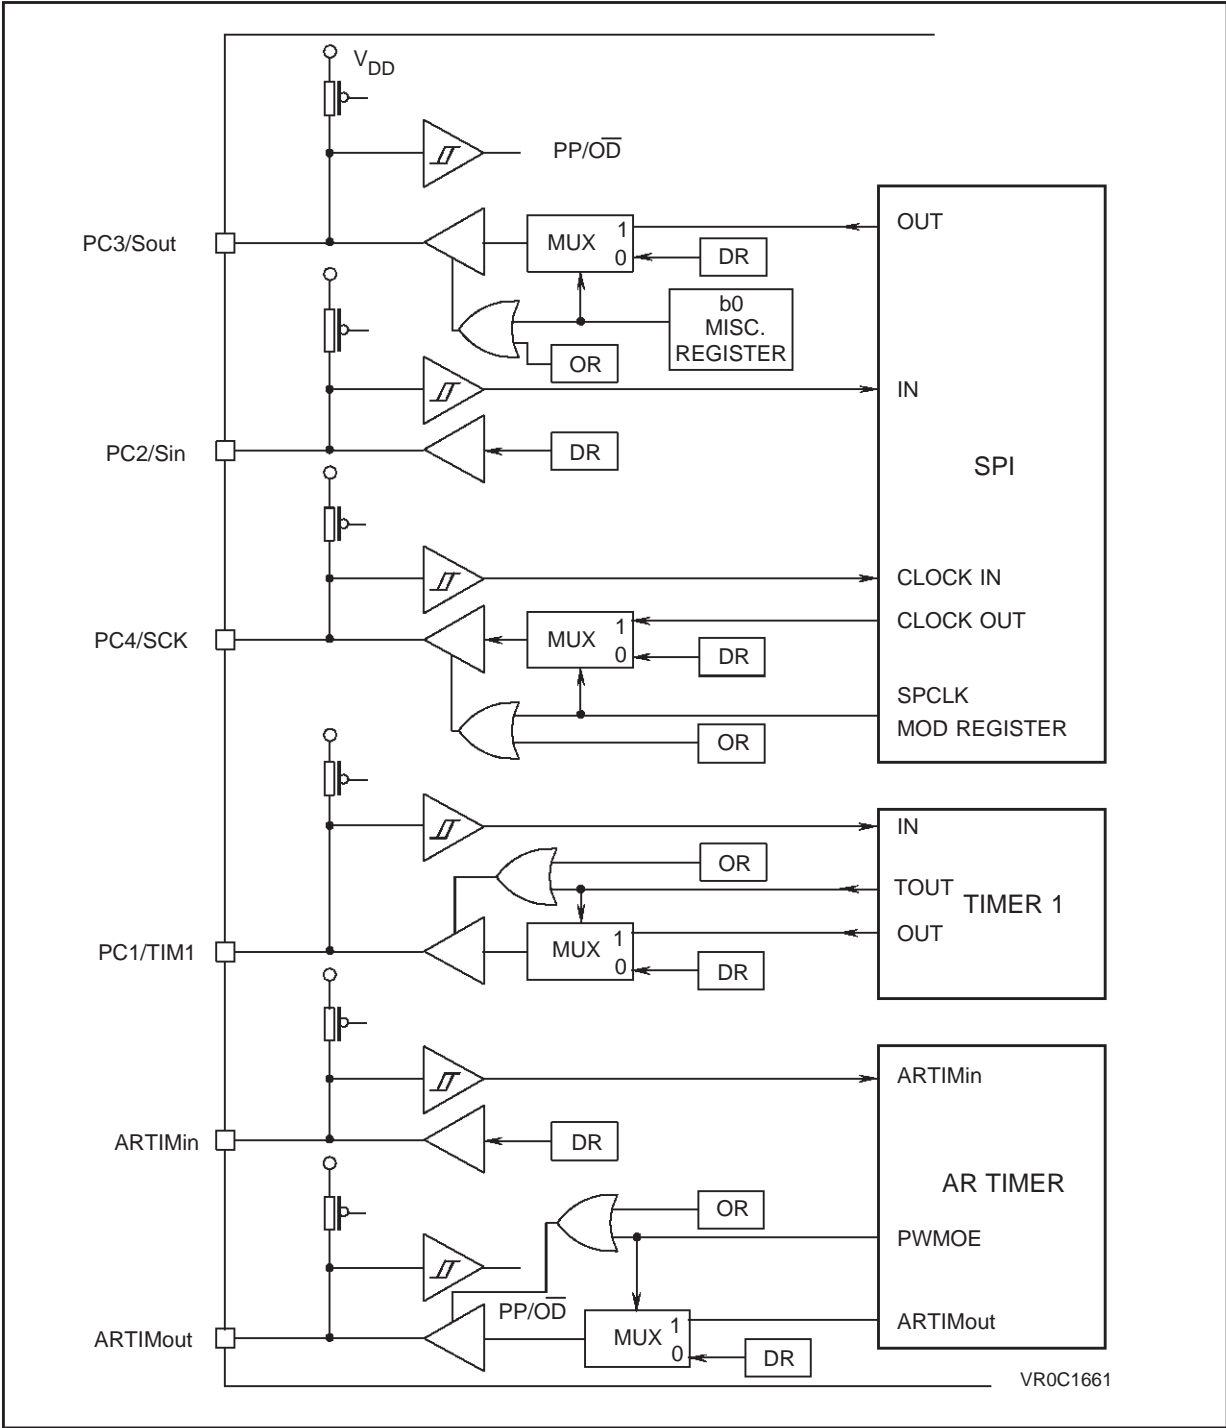 VDD
PP/OD
PC3/Sout
MUX
1
0
OUT
DR
b0
MISC.
REGISTER
OR
IN
PC2/Sin
DR
SPI
CLOCK IN
PC4/SCK
MUX
1
0
CLOCK OUT
DR
SPCLK
MOD REGISTER
OR
IN
OR
TOUT
TIMER 1
PC1/TIM1
MUX
1
0
OUT
DR
ARTIMin
ARTIMin
DR
AR TIMER
OR
PWMOE
PP/OD
ARTIMout
MUX
1
0
ARTIMout
DR
VR0C1661